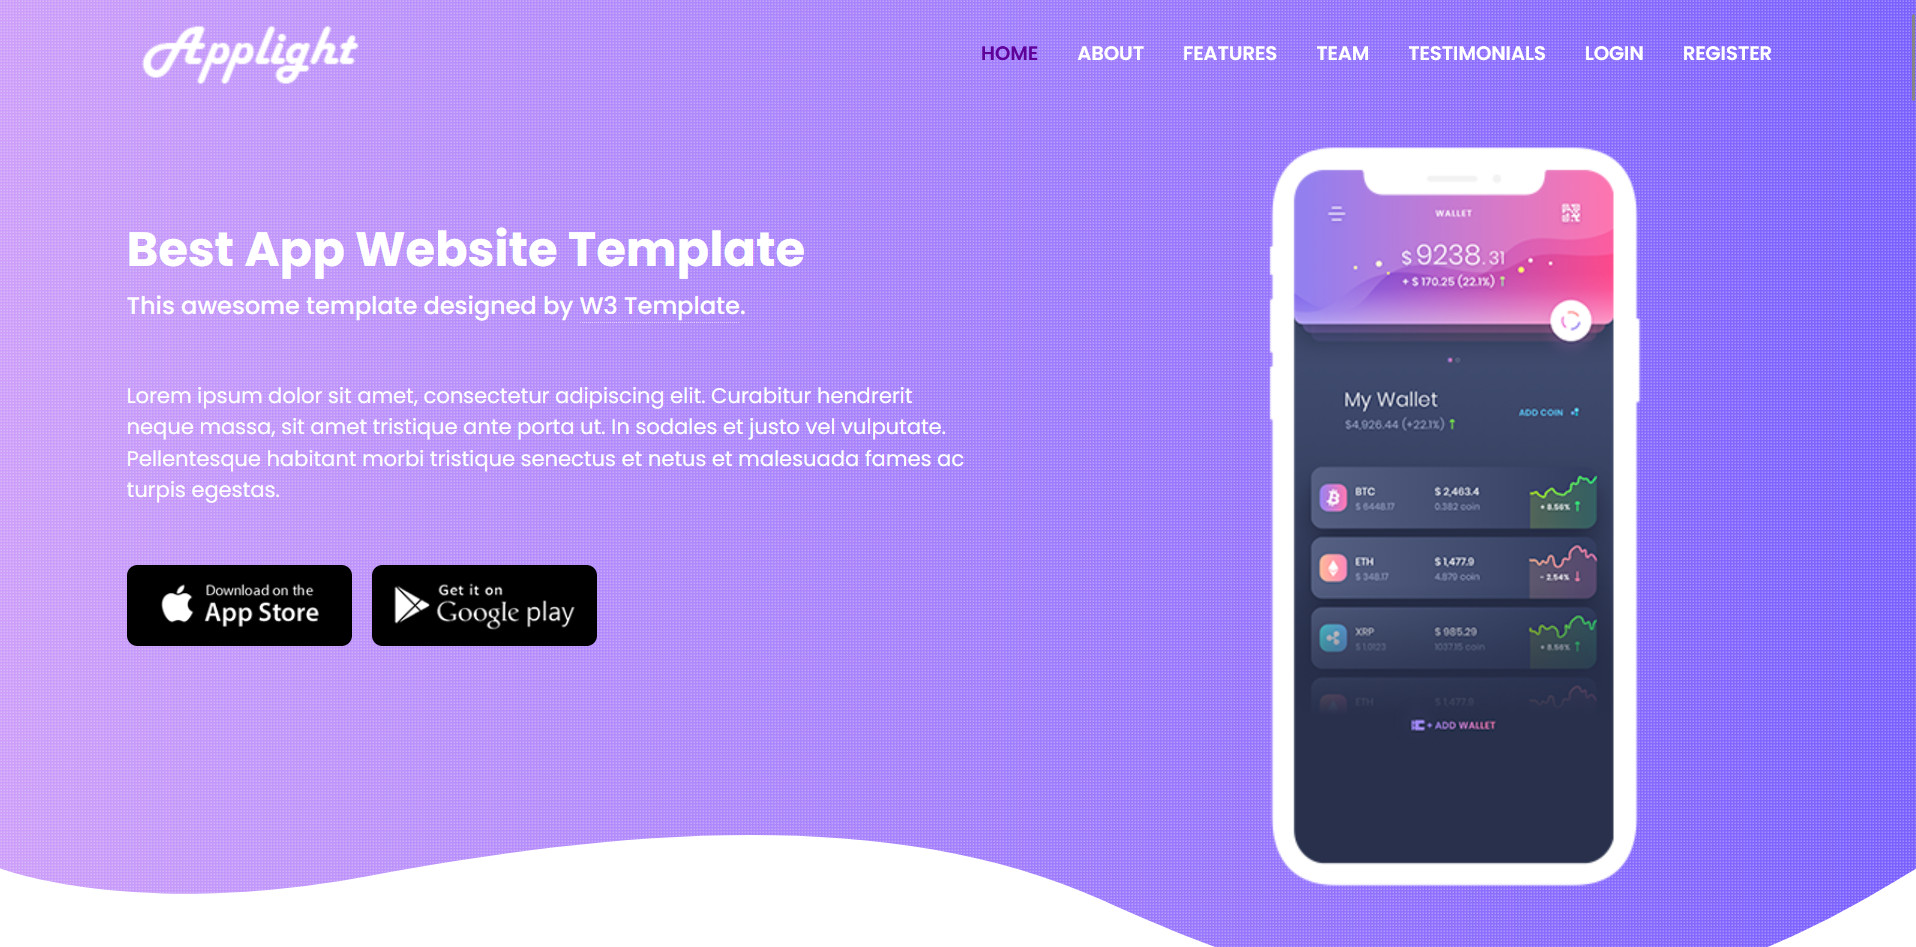 Applight
HOME ABOUT FEATURES TEAM TESTIMONIALS LOGIN REGISTER
Best App Website Template
This awesome template designed by W3 Template.
Lorem ipsum dolor sit amet, consectetur adipiscing elit. Curabitur hendrerit
neque massa, sit amet tristique ante porta ut. In sodales et justo vel vulputate.
Pellentesque habitant morbi tristique senectus et netus et malesuada fames ac
turpis egestas.
Download on the
App Store
Get it on
Google play
WALLET
$ 9238.31
+ $ 170.25 (22.1%)
My Wallet
ADD COIN
$4,926.44 (+22.1%)
BTC $ 2,463.4
$ 6448.17 0.382 coin + 8.56%
ETH $ 1,477.9
$ 348.17 4.879 coin - 2.54%
XRP $ 985.29
$ 1.0123 1037.15 coin + 8.56%
ETH $ 1,477.9
+ ADD WALLET